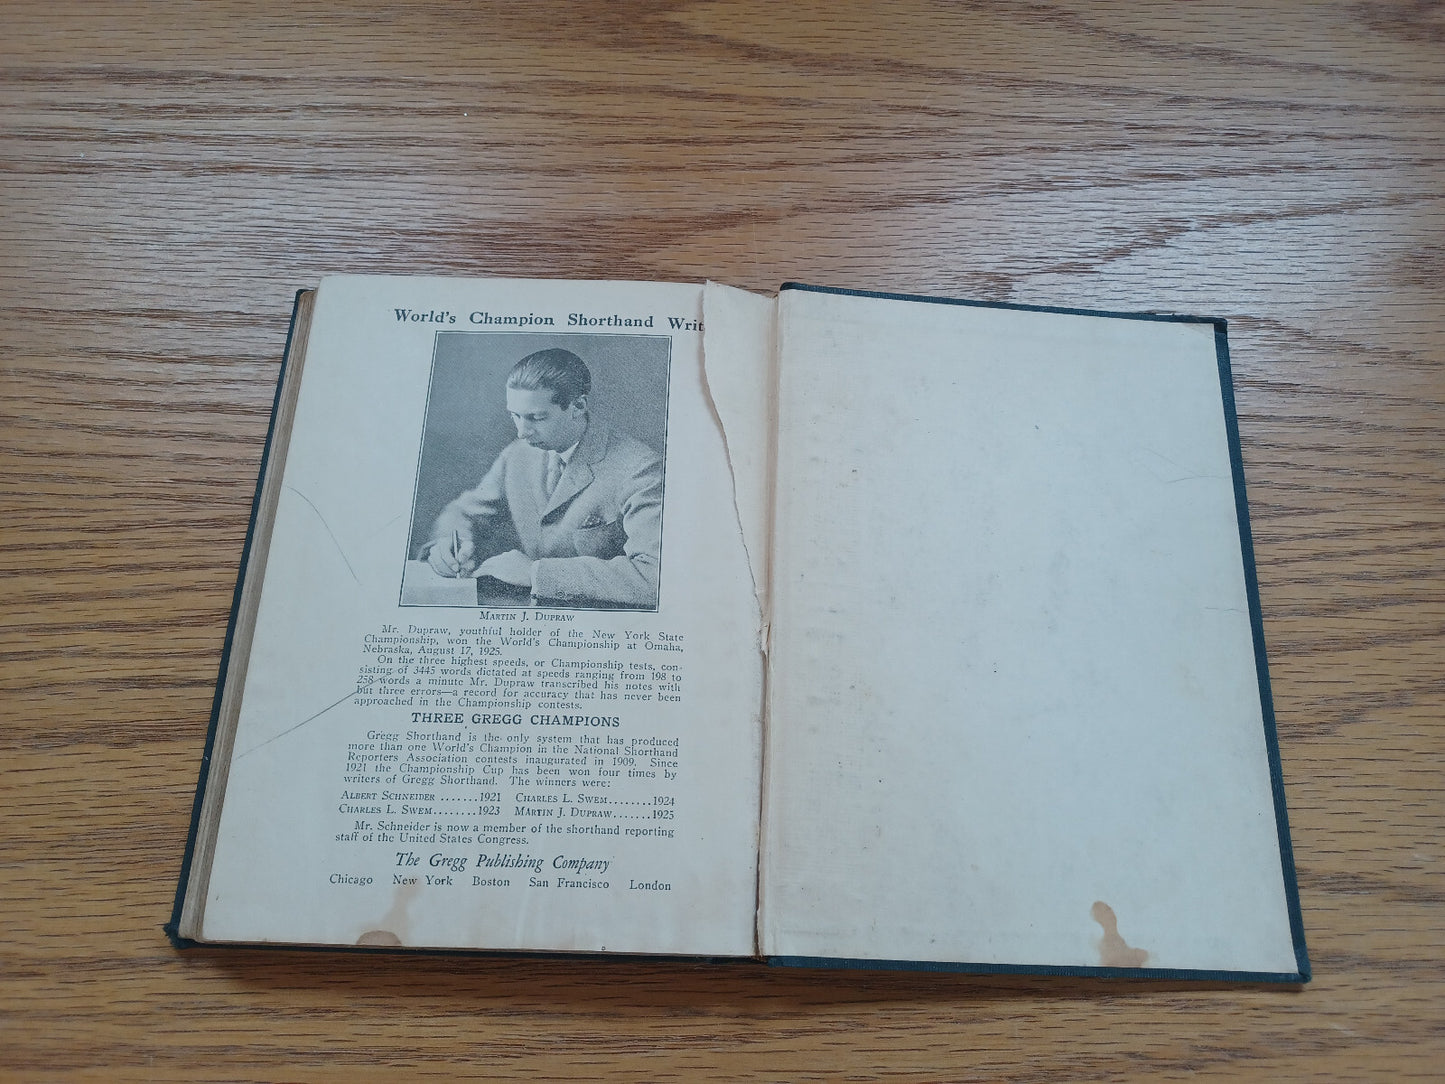 World's Champion Shorthand Writ
MARTIN J. DUPRAW
Mr. Dupraw, youthful holder of the New York State
Championship, won the World's Championship at Omaha,
Nebraska, August 17, 1925.
On the three highest speeds, or Championship tests, con-
sisting of 3445 words dictated at speeds ranging from 198 to
258 words a minute Mr. Dupraw transcribed his notes with
but three errors—a record for accuracy that has never been
approached in the Championship contests.
THREE GREGG CHAMPIONS
Gregg Shorthand is the only system that has produced
more than one World's Champion in the National Shorthand
Reporters Association contests inaugurated in 1909. Since
1921 the Championship Cup has been won four times by
writers of Gregg Shorthand. The winners were:
ALBERT SCHNEIDER .......1921 CHARLES L. SWEM........1924
CHARLES L. SWEM........1923 MARTIN J. DUPRAW.......1925
Mr. Schneider is now a member of the shorthand reporting
staff of the United States Congress.
The Gregg Publishing Company
Chicago New York Boston San Francisco London